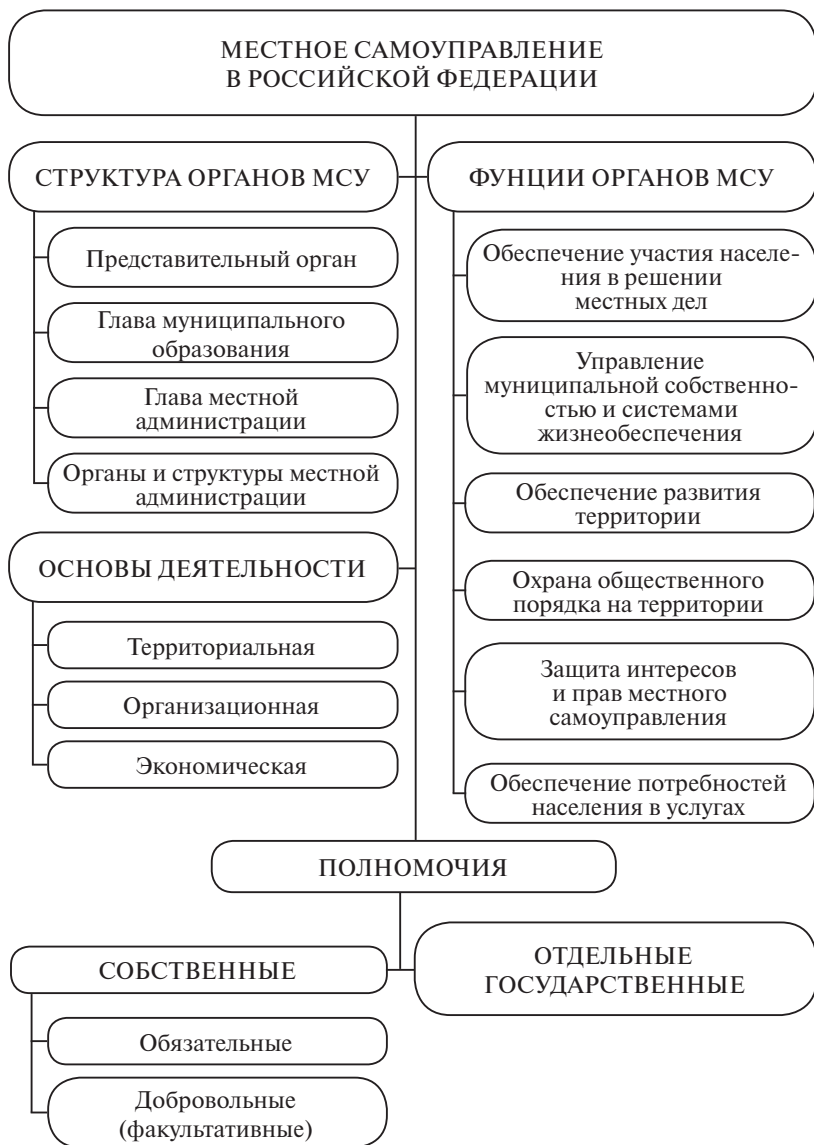 МЕСТНОЕ САМОУПРАВЛЕНИЕ
В РОССИЙСКОЙ ФЕДЕРАЦИИ
СТРУКТУРА ОРГАНОВ МСУ
Представительный орган
Глава муниципального
образования
Глава местной
администрации
Органы и структуры местной
администрации
ОСНОВЫ ДЕЯТЕЛЬНОСТИ
Территориальная
Организационная
Экономическая
ФУНЦИИ ОРГАНОВ МСУ
Обеспечение участия населе-
ния в решении
местных дел
Управление
муниципальной собственно-
стью и системами
жизнеобеспечения
Обеспечение развития
территории
Охрана общественного
порядка на территории
Защита интересов
и прав местного
самоуправления
Обеспечение потребностей
населения в услугах
ПОЛНОМОЧИЯ
СОБСТВЕННЫЕ
Обязательные
Добровольные
(факультативные)
ОТДЕЛЬНЫЕ
ГОСУДАРСТВЕННЫЕ